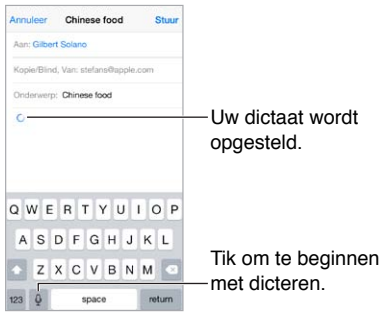 Annuleer Chinese food Stuur
Aan: Gilbert Solano
Kopie/Blind, Van: stefans@apple.com
Onderwerp: Chinese food
Uw dictaat wordt
opgesteld.
Q W E R T Y U I O P
A S D F G H J K L
Z X C V B N M
Tik om te beginnen
met dicteren.
123 space return